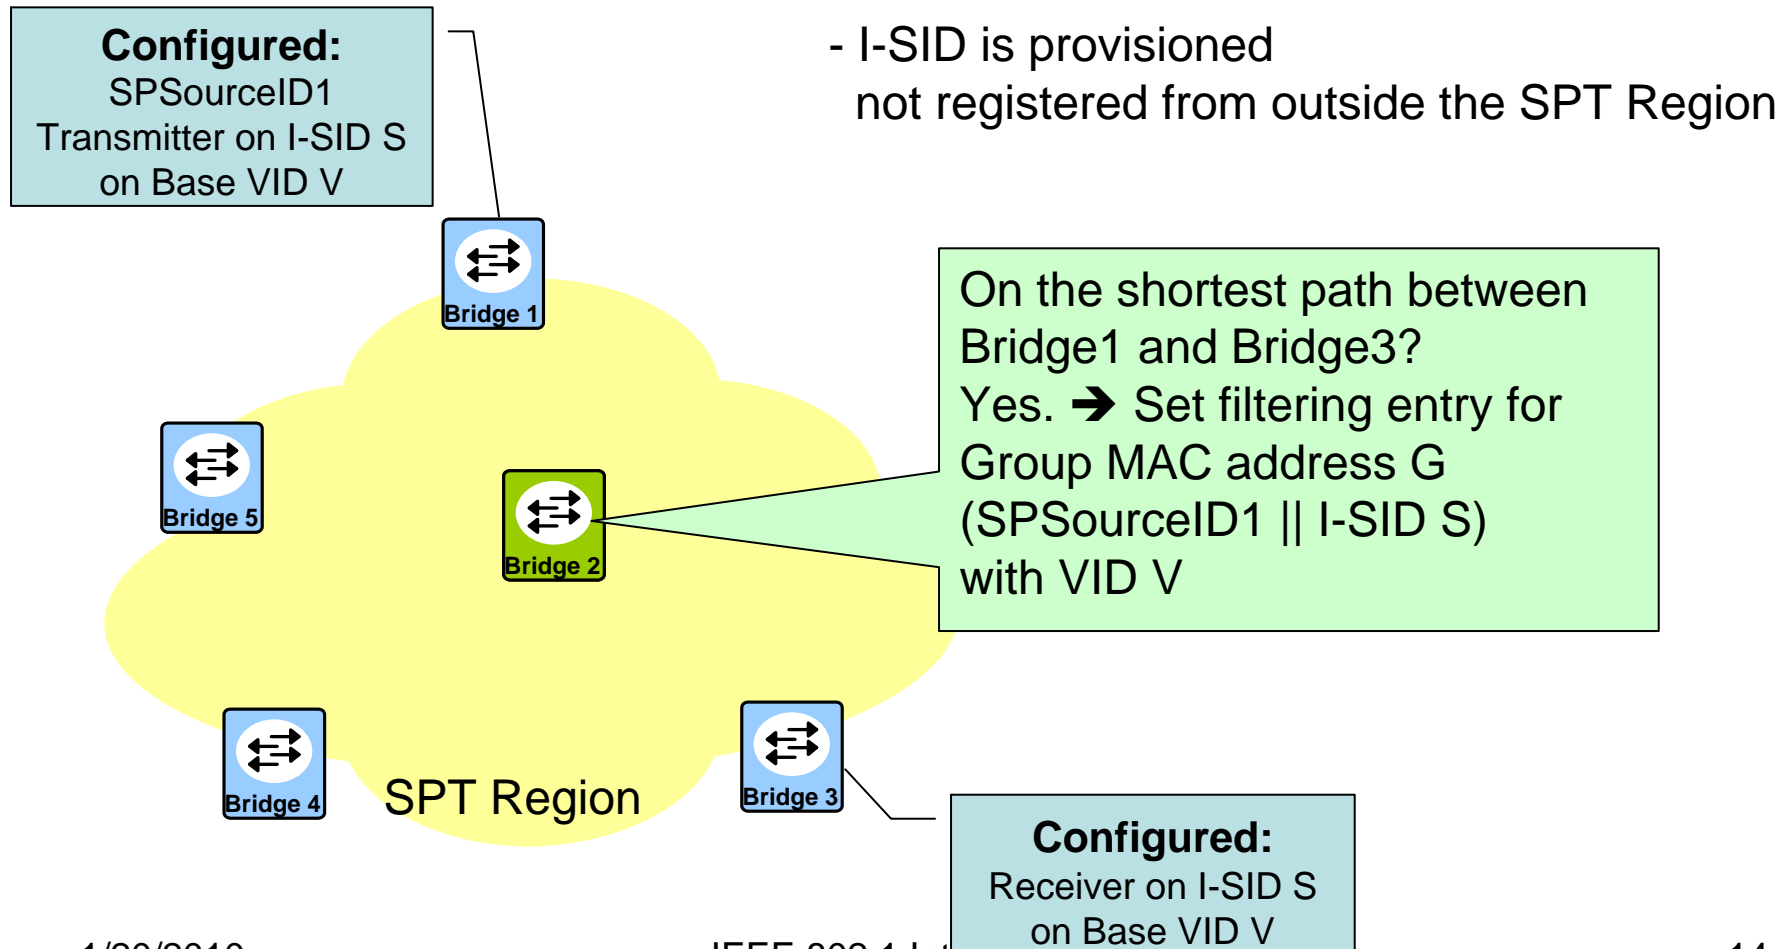 Configured:
SPSourceID1
Transmitter on I-SID S
on Base VID V
- I-SID is provisioned
not registered from outside the SPT Region
Bridge 1
On the shortest path between
Bridge1 and Bridge3?
Yes. ➔ Set filtering entry for
Group MAC address G
(SPSourceID1 || I-SID S)
with VID V
Bridge 5
Bridge 2
Bridge 4
SPT Region
Bridge 3
Configured:
Receiver on I-SID S
on Base VID V
IEEE 802.1